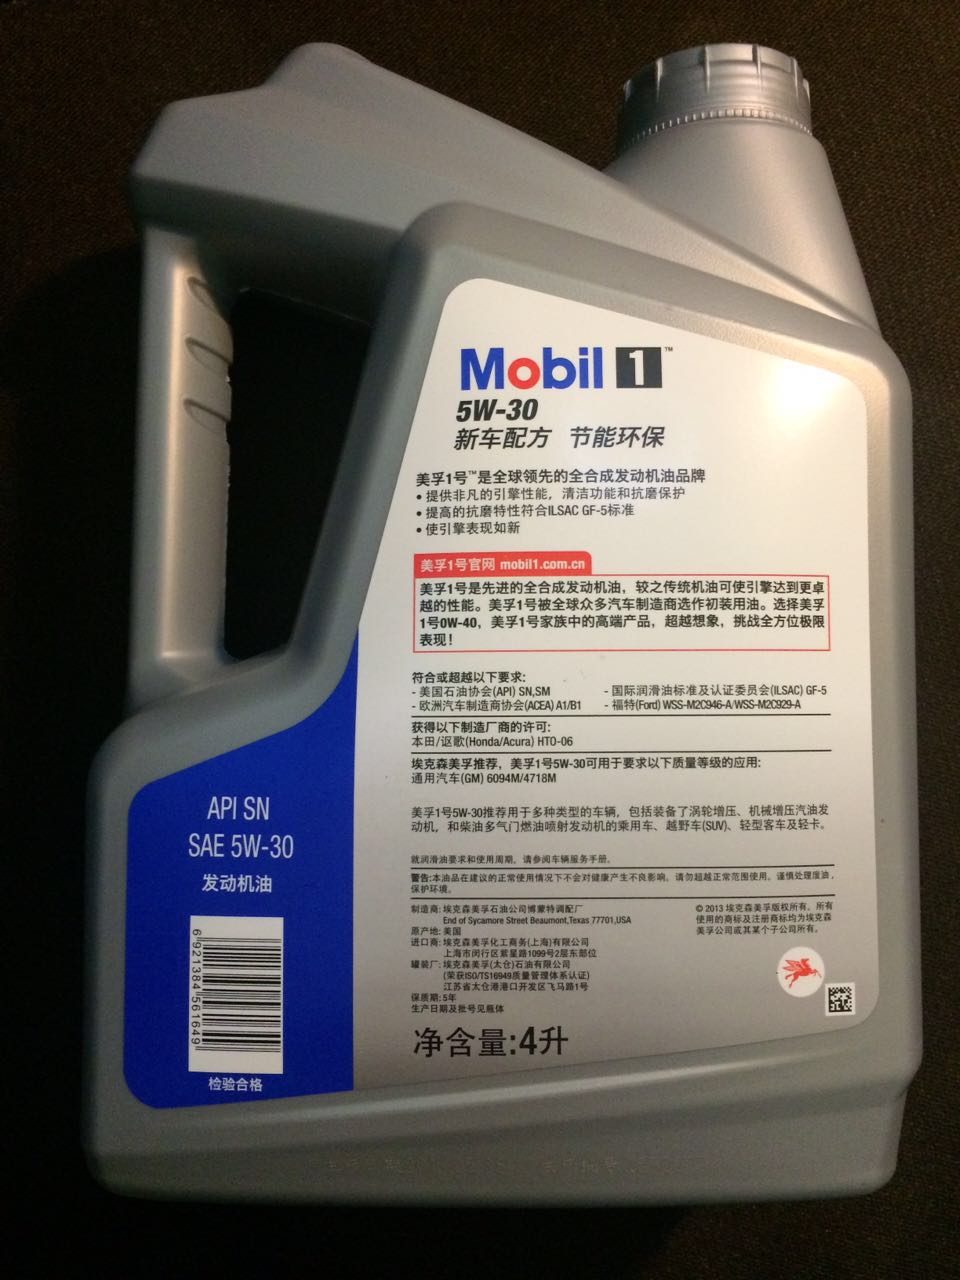 Mobil 1™
5W-30
新车配方 节能环保
美孚1号™是全球领先的全合成发动机油品牌
• 提供非凡的引擎性能，清洁功能和抗磨保护
• 提高的抗磨特性符合ILSAC GF-5标准
• 使引擎表现如新
美孚1号官网 mobil1.com.cn
美孚1号是先进的全合成发动机油，较之传统机油可使引擎达到更卓
越的性能。美孚1号被全球众多汽车制造商选作初装用油。选择美孚
1号0W-40，美孚1号家族中的高端产品，超越想象，挑战全方位极限
表现！
符合或超越以下要求:
- 美国石油协会(API) SN,SM
- 欧洲汽车制造商协会(ACEA) A1/B1
- 国际润滑油标准及认证委员会(ILSAC) GF-5
- 福特(Ford) WSS-M2C946-A/WSS-M2C929-A
获得以下制造厂商的许可:
本田/讴歌(Honda/Acura) HTO-06
埃克森美孚推荐，美孚1号5W-30可用于要求以下质量等级的应用:
通用汽车(GM) 6094M/4718M
美孚1号5W-30推荐用于多种类型的车辆，包括装备了涡轮增压、机械增压汽油发
动机，和柴油多气门燃油喷射发动机的乘用车、越野车(SUV)、轻型客车及轻卡。
就润滑油要求和使用周期，请参阅车辆服务手册。
警告:本油品在建议的正常使用情况下不会对健康产生不良影响。请勿超越正常范围使用。谨慎处理废油，
保护环境。
制造商: 埃克森美孚石油公司博蒙特调配厂
End of Sycamore Street Beaumont,Texas 77701,USA
原产地: 美国
进口商: 埃克森美孚化工商务(上海)有限公司
上海市闵行区紫星路1099号2层东部位
罐装厂: 埃克森美孚(太仓)石油有限公司
(荣获ISO/TS16949质量管理体系认证)
江苏省太仓港港口开发区飞马路1号
保质期: 5年
生产日期及批号见瓶体
© 2013 埃克森美孚版权所有。所有
使用的商标及注册商标均为埃克森
美孚公司或其某个子公司所有。
净含量:4升
API SN
SAE 5W-30
发动机油
6 921384 561649
检验合格